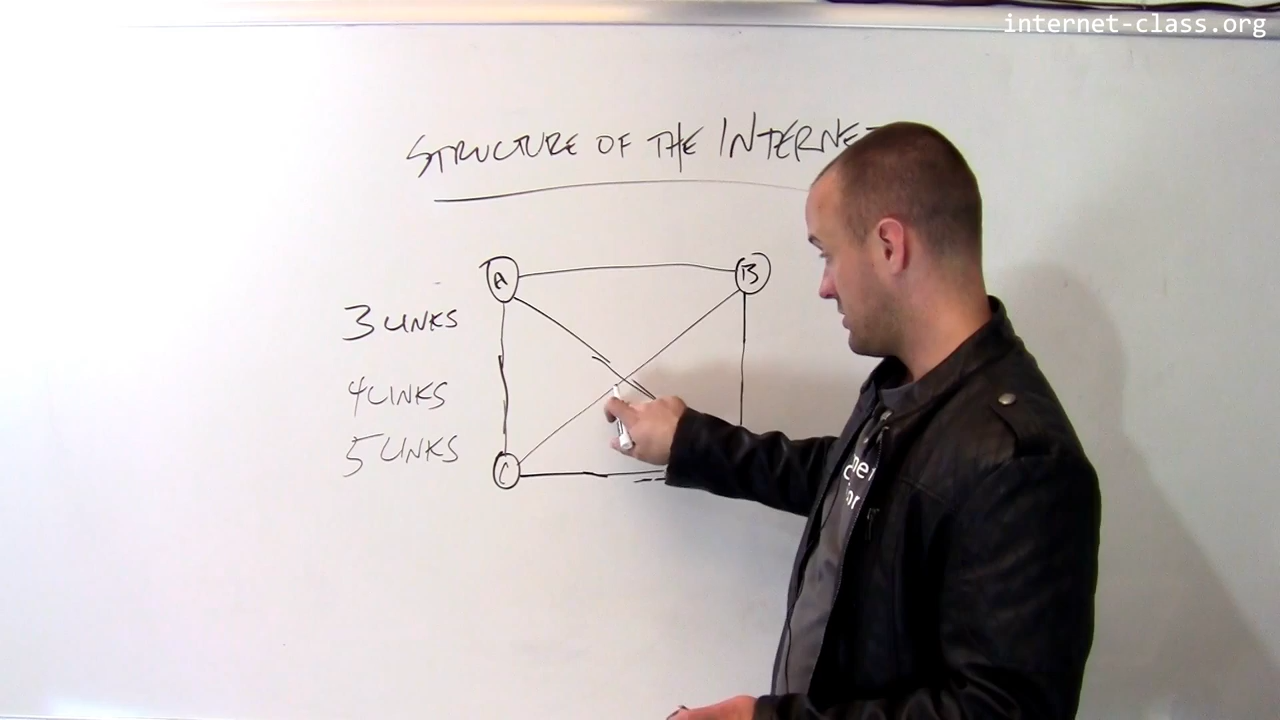 internet-class.org
STRUCTURE OF THE INTERNE
A
B
3 LINKS
4 LINKS
5 LINKS
C